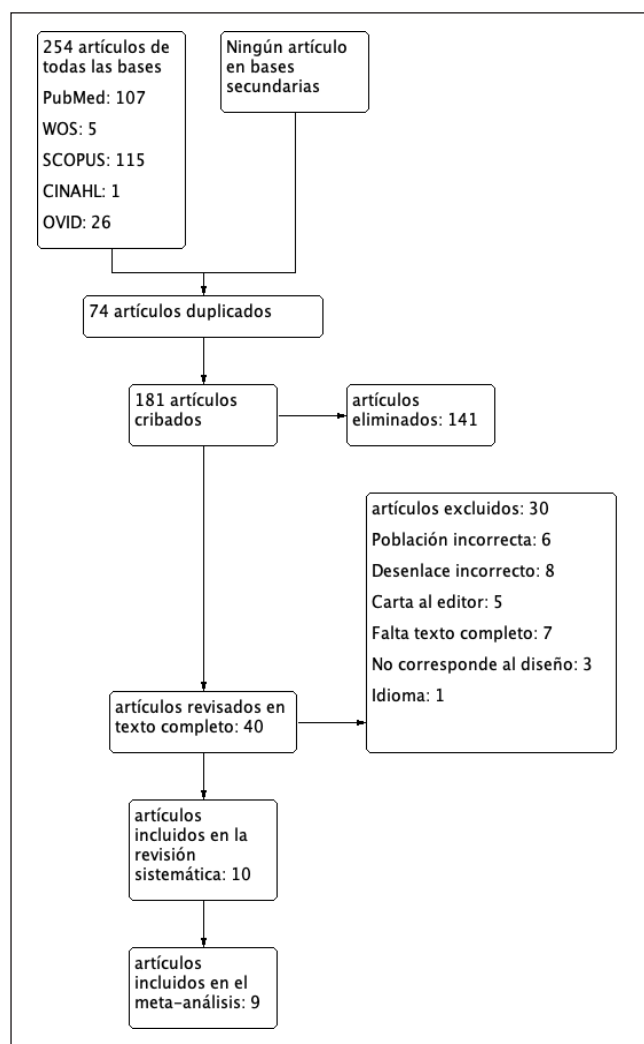 254 artículos de
todas las bases
PubMed: 107
WOS: 5
SCOPUS: 115
CINAHL: 1
OVID: 26
Ningún artículo
en bases
secundarias
74 artículos duplicados
181 artículos
cribados
artículos
eliminados: 141
artículos excluidos: 30
Población incorrecta: 6
Desenlace incorrecto: 8
Carta al editor: 5
Falta texto completo: 7
No corresponde al diseño: 3
Idioma: 1
artículos revisados en
texto completo: 40
artículos
incluidos en la
revisión
sistemática: 10
artículos
incluidos en el
meta-análisis: 9